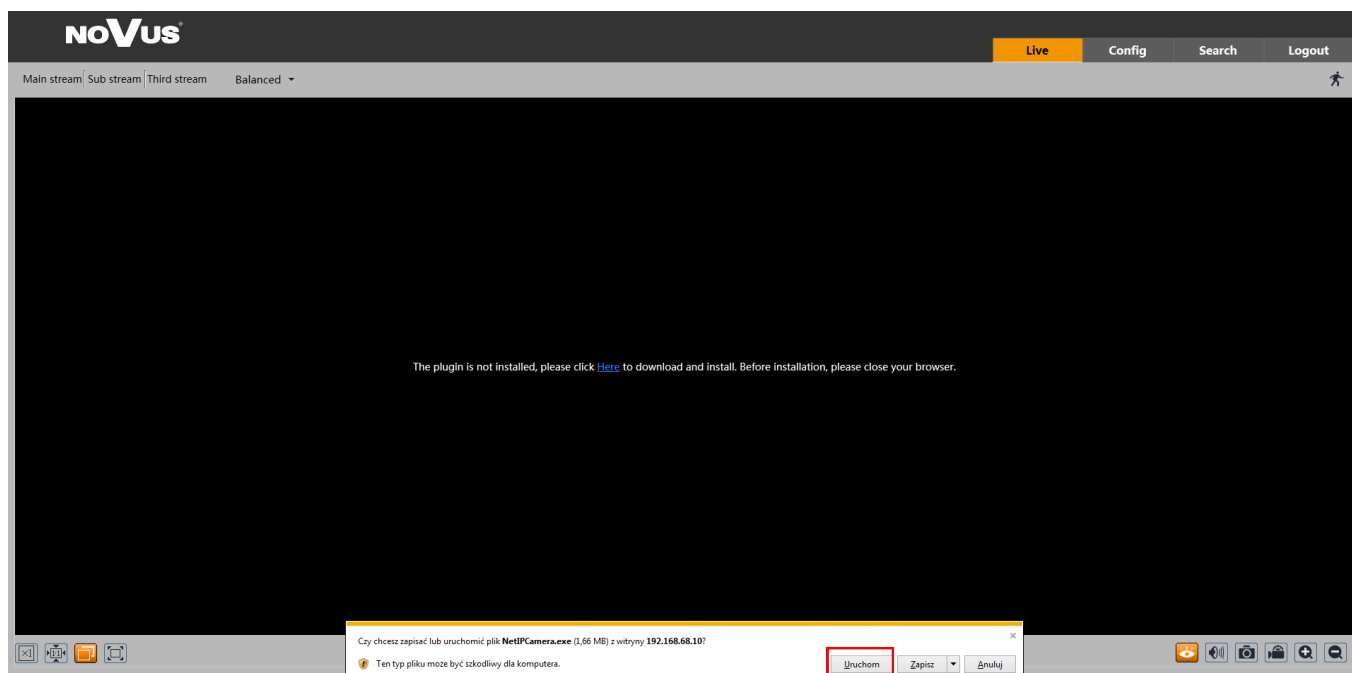 NOVUS®
Live Config Search Logout
Main stream Sub stream Third stream Balanced
The plugin is not installed, please click Here to download and install. Before installation, please close your browser.
Czy chcesz zapisać lub uruchomić plik NetIPCamera.exe (1,66 MB) z witryny 192.168.68.10?
Ten typ pliku może być szkodliwy dla komputera.
Uruchom Zapisz Anuluj